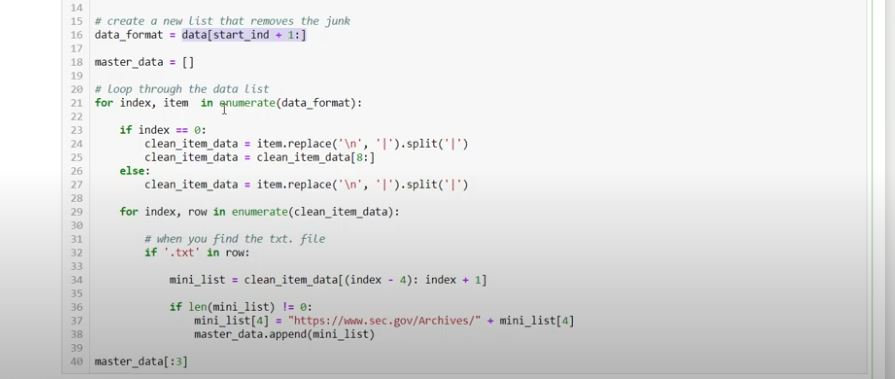 14
15 # create a new list that removes the junk
16 data_format = data[start_ind + 1:]
17
18 master_data = []
19
20 # loop through the data list
21 for index, item  in enumerate(data_format):
22
23     if index == 0:
24         clean_item_data = item.replace('\n', '|').split('|')
25         clean_item_data = clean_item_data[8:]
26     else:
27         clean_item_data = item.replace('\n', '|').split('|')
28
29     for index, row in enumerate(clean_item_data):
30
31         # when you find the txt. file
32         if '.txt' in row:
33
34             mini_list = clean_item_data[(index - 4): index + 1]
35
36             if len(mini_list) != 0:
37                 mini_list[4] = "https://www.sec.gov/Archives/" + mini_list[4]
38                 master_data.append(mini_list)
39
40 master_data[:3]